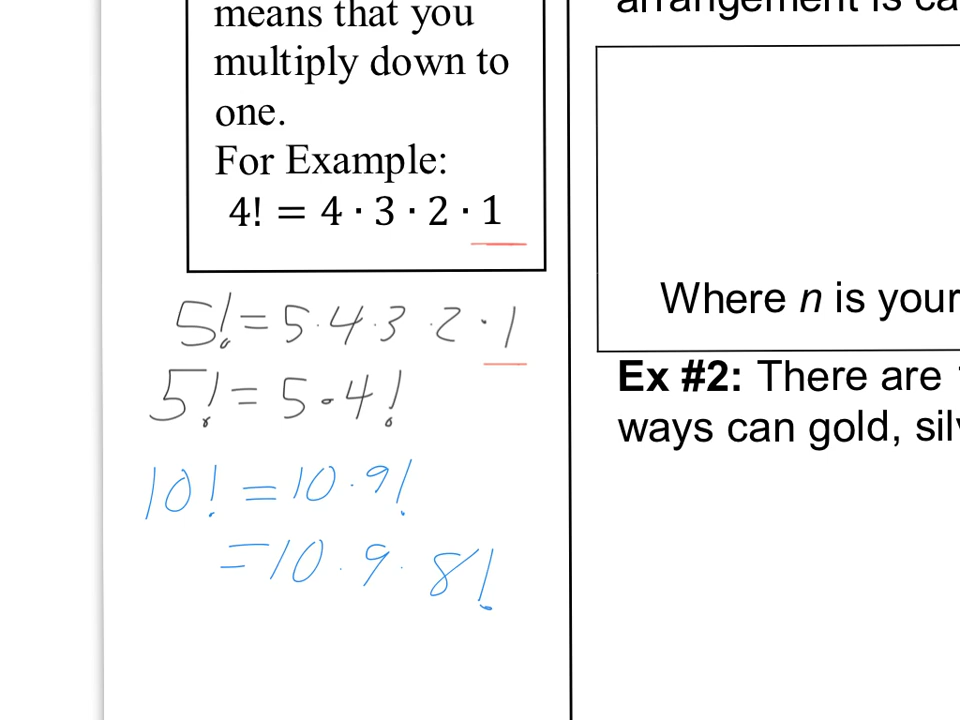 means that you
multiply down to
one.
For Example:
4! = 4 · 3 · 2 · 1
5! = 5 · 4 · 3 · 2 · 1
5! = 5 · 4!
10! = 10 · 9!
= 10 · 9 · 8!
arrangement is
Where n is your
Ex #2: There are
ways can gold,